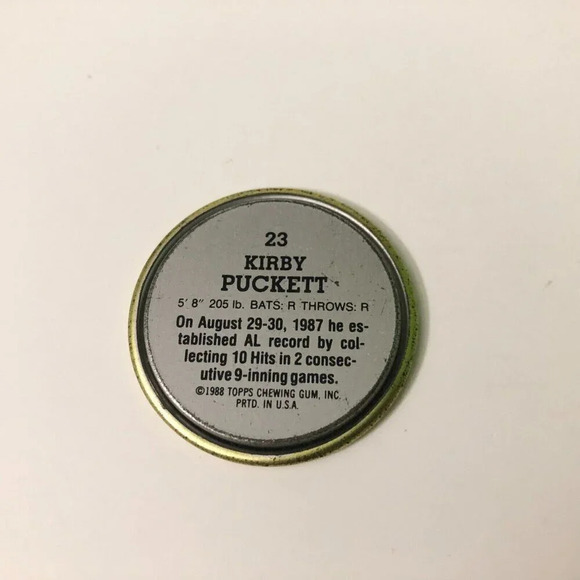 23
KIRBY
PUCKETT
5' 8" 205 lb. BATS: R THROWS: R
On August 29-30, 1987 he es-
tablished AL record by col-
lecting 10 Hits in 2 consec-
utive 9-inning games.
©1988 TOPPS CHEWING GUM, INC.
PRTD. IN U.S.A.